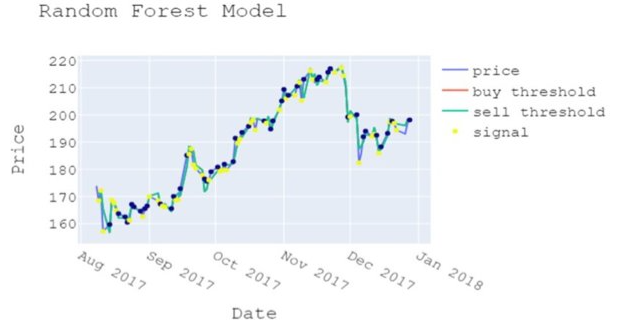 Random Forest Model
220
210
200
190
180
170
160
Price
Aug 2017
Sep 2017
Oct 2017
Nov 2017
Dec 2017
Jan 2018
Date
price
buy threshold
sell threshold
signal